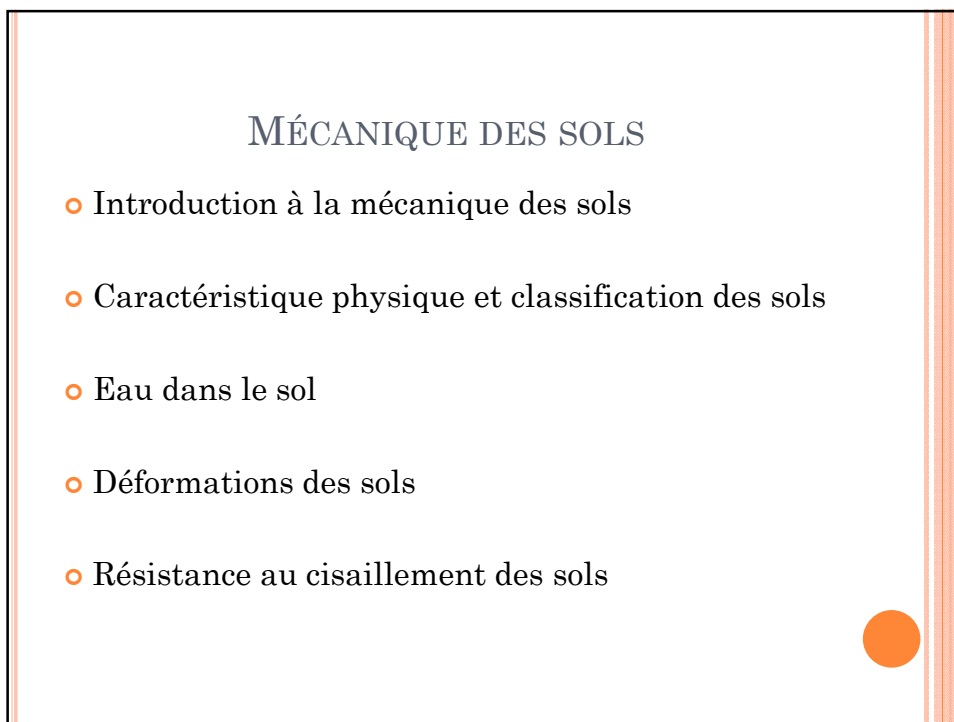 MÉCANIQUE DES SOLS
Introduction à la mécanique des sols
Caractéristique physique et classification des sols
Eau dans le sol
Déformations des sols
Résistance au cisaillement des sols